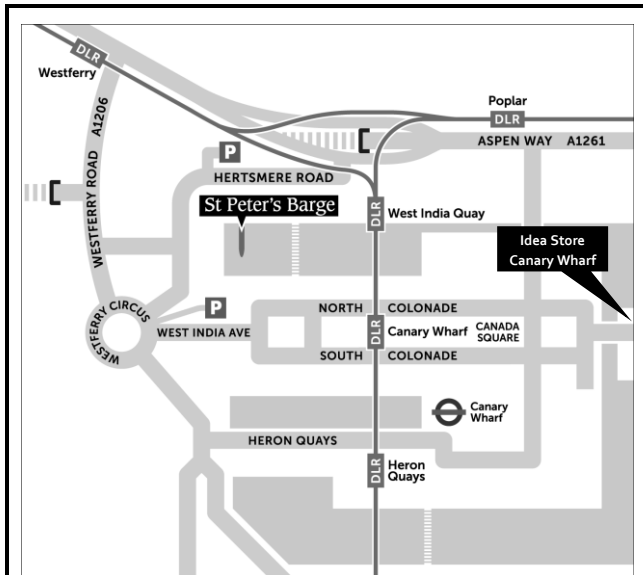 DLR
Westferry
Poplar
DLR
ASPEN WAY A1261
WESTFERRY ROAD A1206
P
HERTSMERE ROAD
St Peter's Barge
DLR
West India Quay
Idea Store
Canary Wharf
WESTFERRY CIRCUS
P
NORTH COLONADE
WEST INDIA AVE
DLR
Canary Wharf
CANADA
SQUARE
SOUTH COLONADE
Canary
Wharf
HERON QUAYS
DLR
Heron
Quays